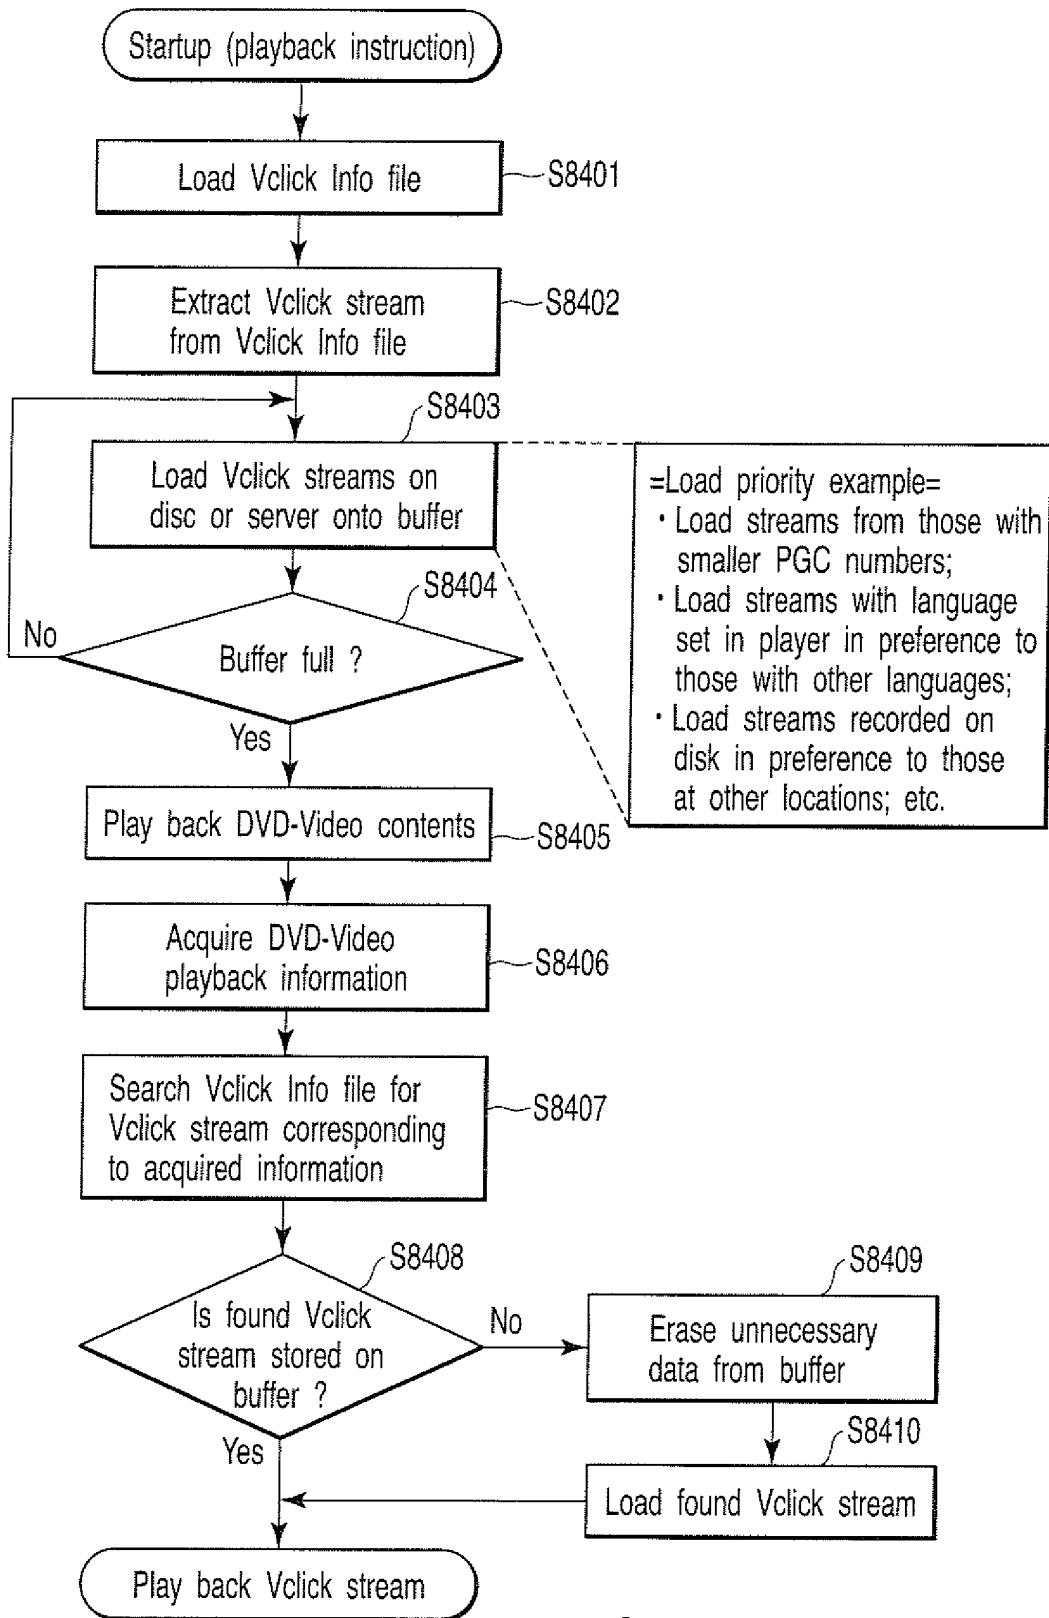 Startup (playback instruction)
Load Vclick Info file
S8401
Extract Vclick stream
from Vclick Info file
S8402
S8403
Load Vclick streams on
disc or server onto buffer
=Load priority example=
・Load streams from those with
smaller PGC numbers;
・Load streams with language
set in player in preference to
those with other languages;
・Load streams recorded on
disk in preference to those
at other locations; etc.
S8404
No
Buffer full ?
Yes
Play back DVD-Video contents
S8405
Acquire DVD-Video
playback information
S8406
Search Vclick Info file for
Vclick stream corresponding
to acquired information
S8407
S8408
Is found Vclick
stream stored on
buffer ?
No
S8409
Erase unnecessary
data from buffer
Yes
S8410
Load found Vclick stream
Play back Vclick stream